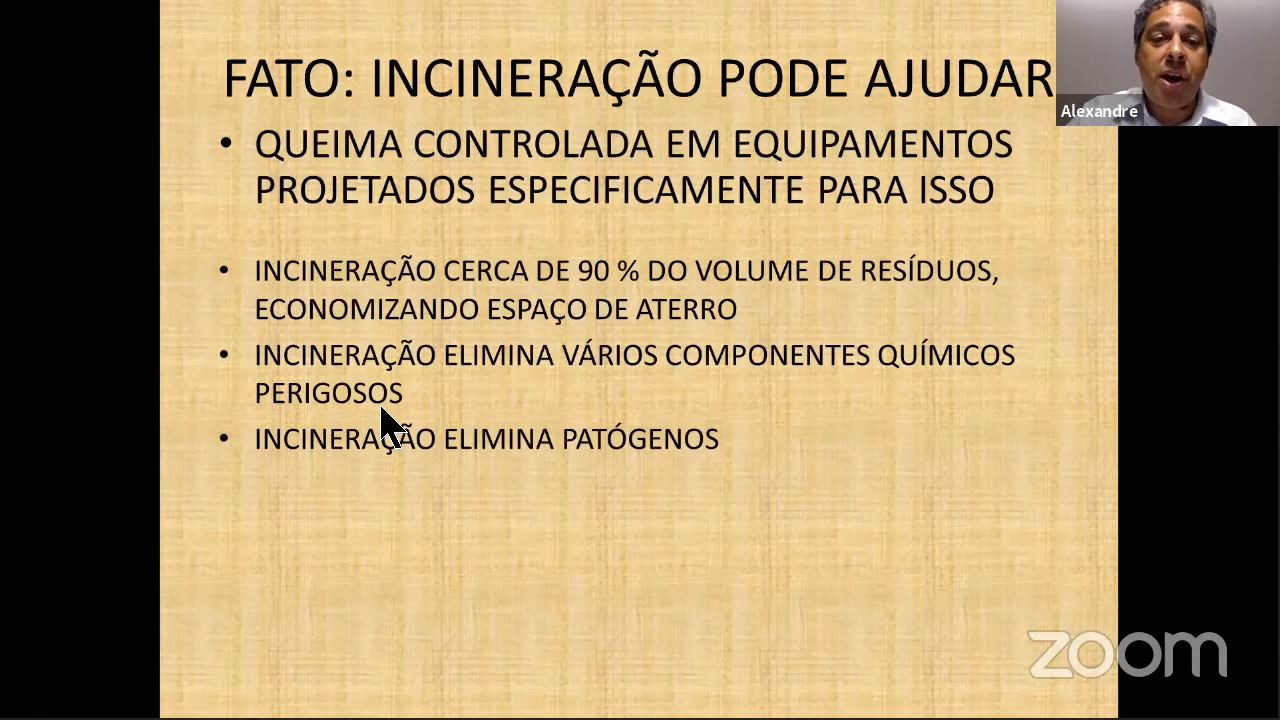 FATO: INCINERAÇÃO PODE AJUDAR
Alexandre
• QUEIMA CONTROLADA EM EQUIPAMENTOS
PROJETADOS ESPECIFICAMENTE PARA ISSO
• INCINERAÇÃO CERCA DE 90 % DO VOLUME DE RESÍDUOS,
ECONOMIZANDO ESPAÇO DE ATERRO
• INCINERAÇÃO ELIMINA VÁRIOS COMPONENTES QUÍMICOS
PERIGOSOS
• INCINERAÇÃO ELIMINA PATÓGENOS
zoom